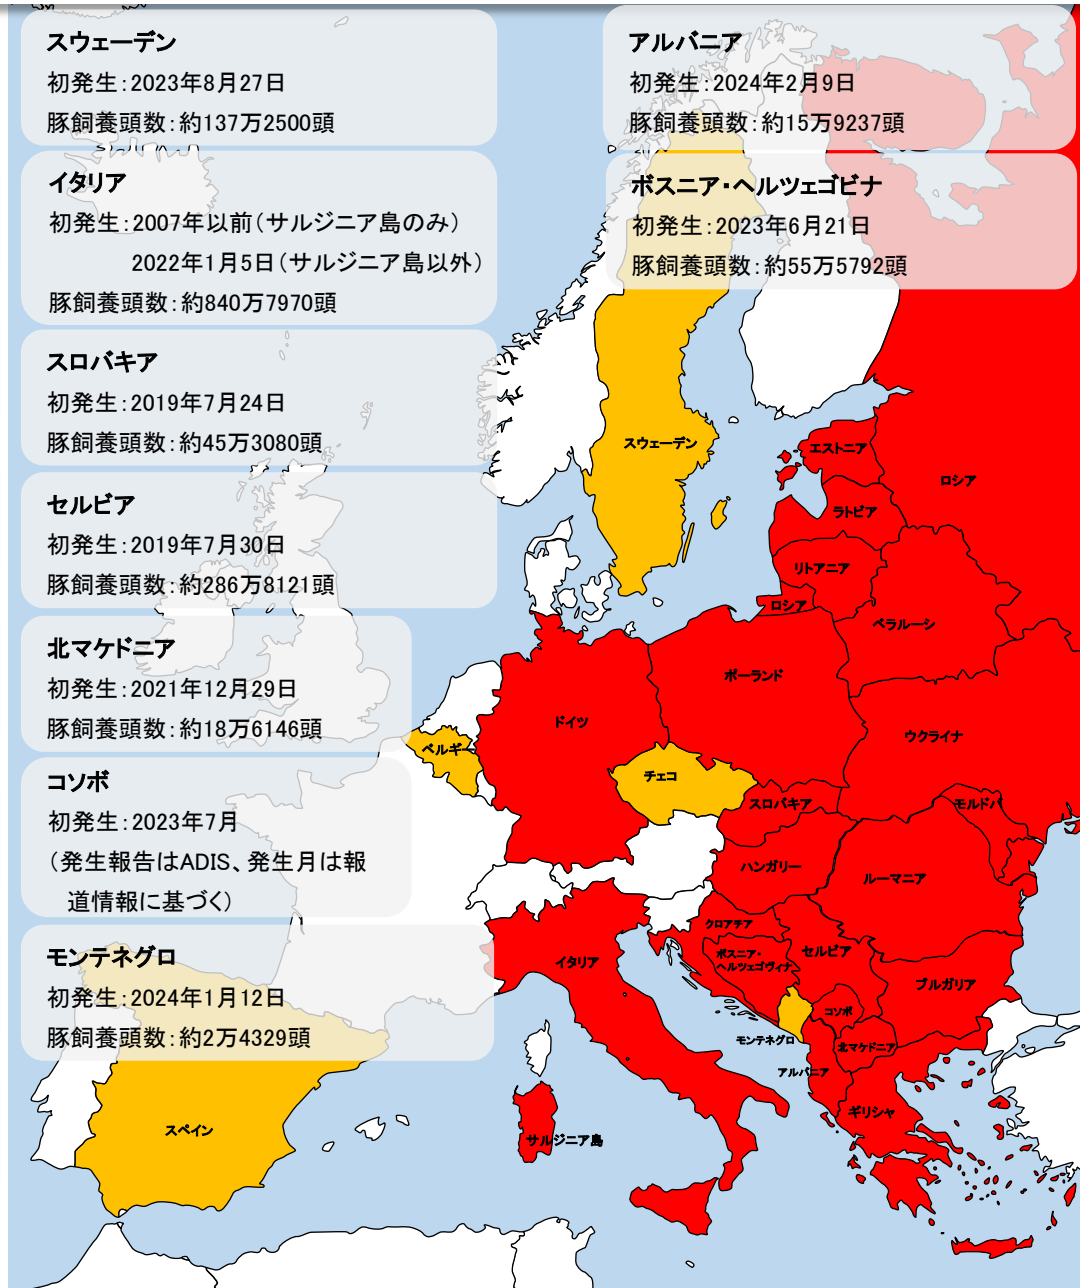 スウェーデン
初発生：2023年8月27日
豚飼養頭数：約137万2500頭
イタリア
初発生：2007年以前（サルジニア島のみ）
2022年1月5日（サルジニア島以外）
豚飼養頭数：約840万7970頭
スロバキア
初発生：2019年7月24日
豚飼養頭数：約45万3080頭
セルビア
初発生：2019年7月30日
豚飼養頭数：約286万8121頭
北マケドニア
初発生：2021年12月29日
豚飼養頭数：約18万6146頭
コソボ
初発生：2023年7月
（発生報告はADIS、発生月は報
道情報に基づく）
モンテネグロ
初発生：2024年1月12日
豚飼養頭数：約2万4329頭
アルバニア
初発生：2024年2月9日
豚飼養頭数：約15万9237頭
ボスニア・ヘルツェゴビナ
初発生：2023年6月21日
豚飼養頭数：約55万5792頭
スウェーデン
エストニア
ロシア
ラトビア
リトアニア
ロシア
ベラルーシ
ポーランド
ドイツ
ウクライナ
ベルギー
チェコ
スロバキア
モルドバ
ハンガリー
ルーマニア
クロアチア
ボスニア・
ヘルツェゴヴィナ
セルビア
イタリア
ブルガリア
コソボ
モンテネグロ
北マケドニア
アルバニア
ギリシャ
スペイン
サルジニア島